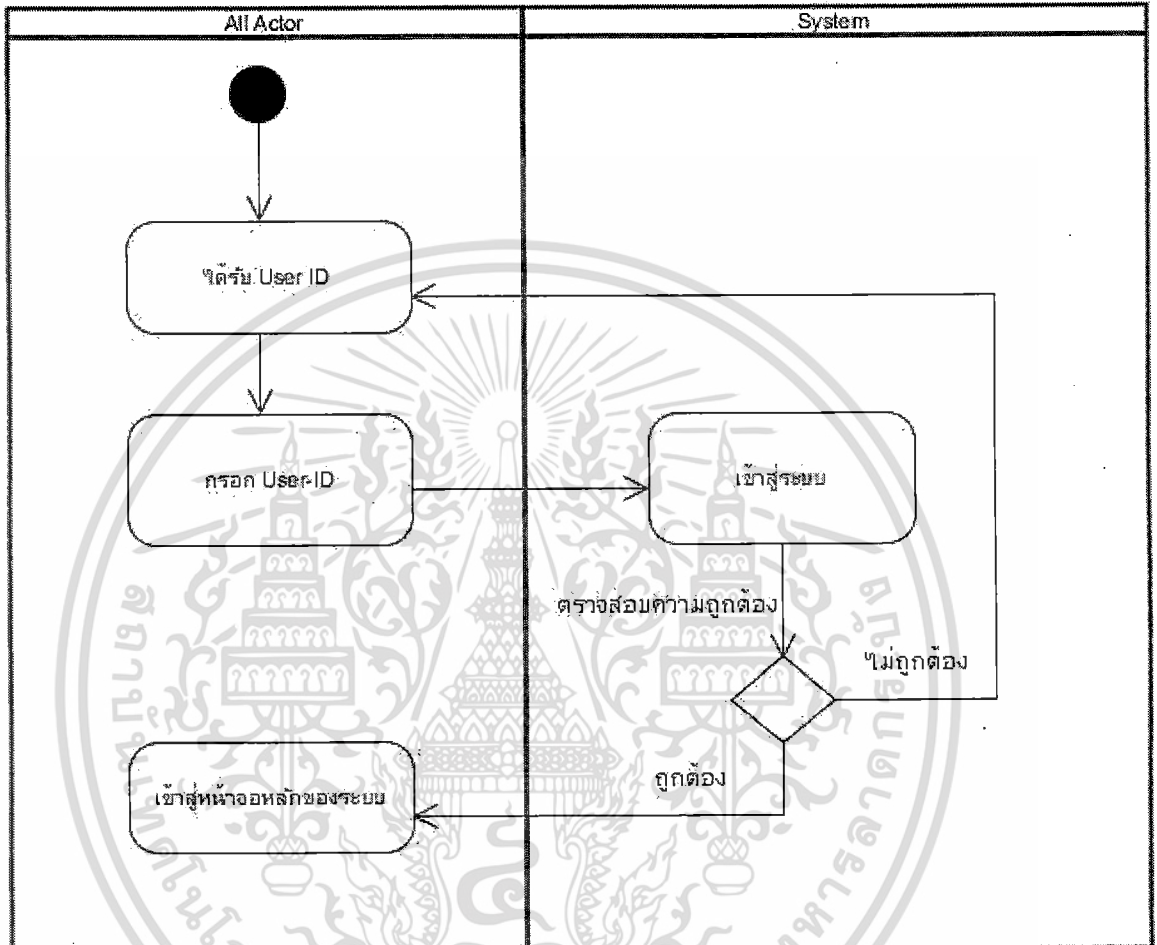 All Actor
System
ได้รับ User ID
กรอก User ID
เข้าสู่ระบบ
ตรวจสอบความถูกต้อง
ไม่ถูกต้อง
ถูกต้อง
เข้าสู่หน้าจอหลักของระบบ